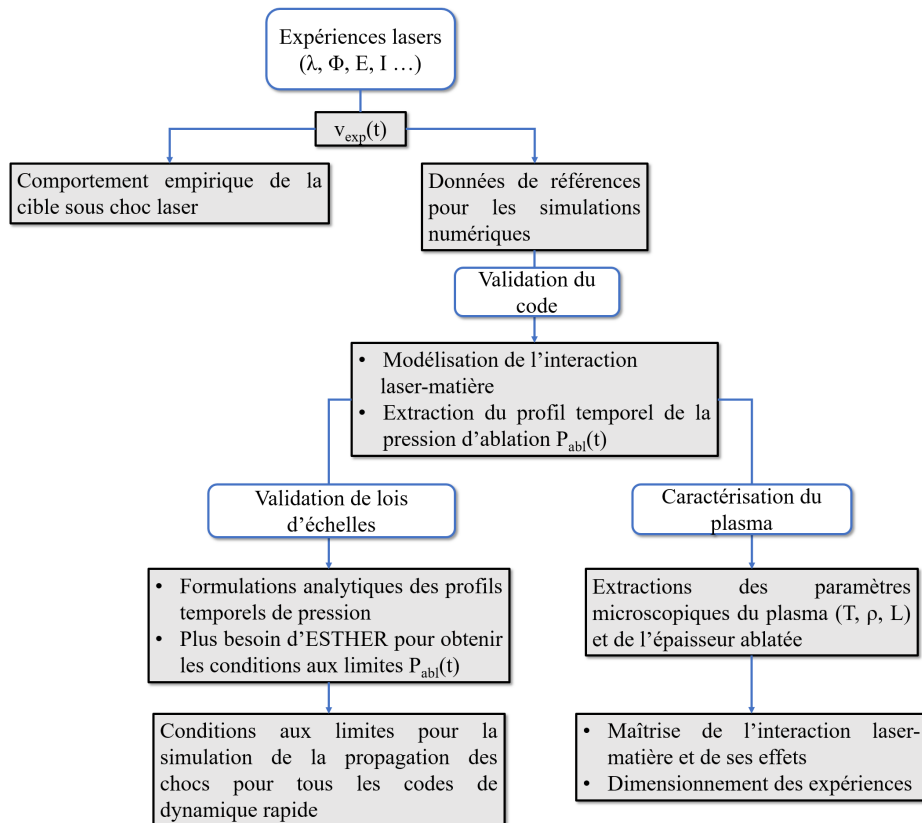 Expériences lasers
(λ, Φ, E, I …)
v_exp(t)
Comportement empirique de la
cible sous choc laser
Données de références
pour les simulations
numériques
Validation du
code
• Modélisation de l’interaction
laser-matière
• Extraction du profil temporel de la
pression d’ablation P_abl(t)
Validation de lois
d’échelles
Caractérisation du
plasma
• Formulations analytiques des profils
temporels de pression
• Plus besoin d’ESTHER pour obtenir
les conditions aux limites P_abl(t)
Extractions des paramètres
microscopiques du plasma (T, ρ, L)
et de l’épaisseur ablatée
Conditions aux limites pour la
simulation de la propagation des
chocs pour tous les codes de
dynamique rapide
• Maîtrise de l’interaction laser-
matière et de ses effets
• Dimensionnement des expériences